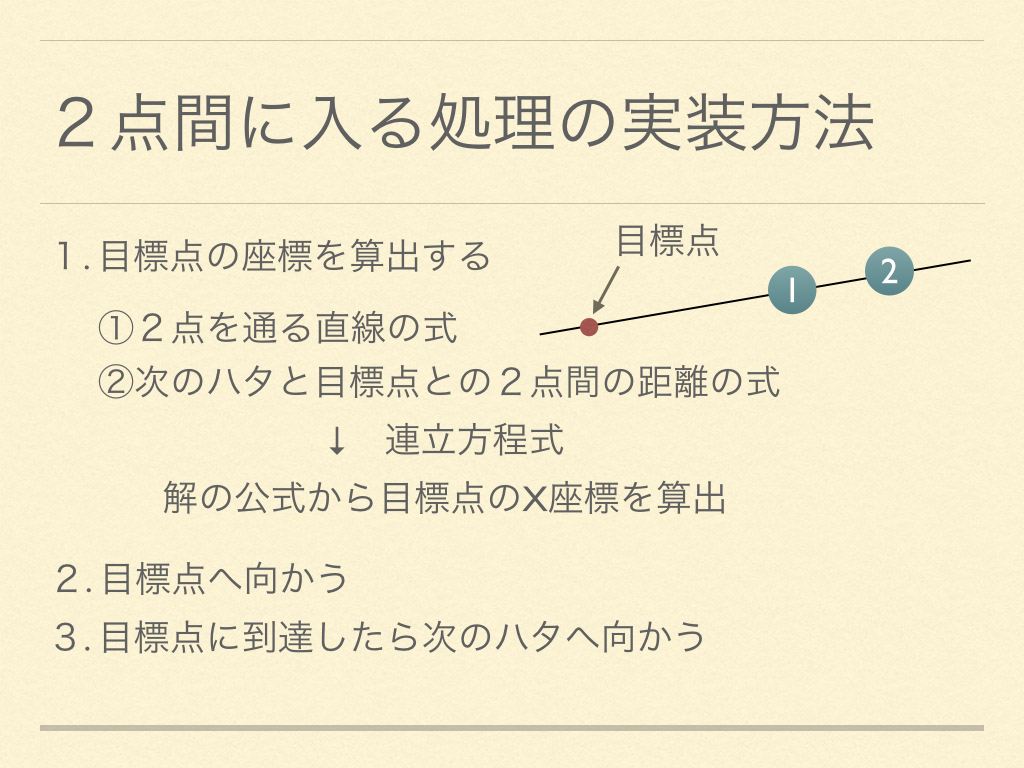 ２点間に入る処理の実装方法
１. 目標点の座標を算出する
目標点
1
2
①２点を通る直線の式
②次のハタと目標点との２点間の距離の式
↓　連立方程式
解の公式から目標点のX座標を算出
２. 目標点へ向かう
３. 目標点に到達したら次のハタへ向かう